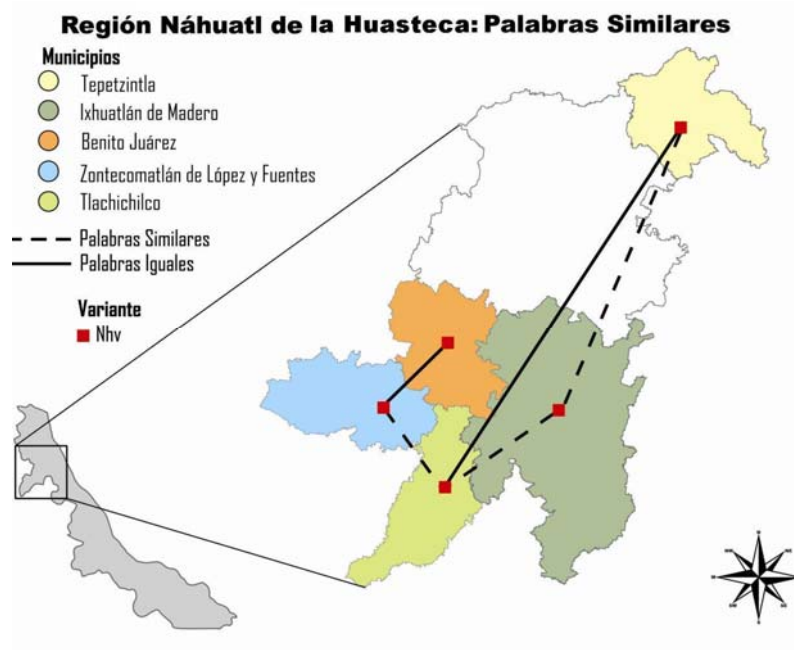 Región Náhuatl de la Huasteca: Palabras Similares
Municipios
Tepetzintla
Ixhuatlán de Madero
Benito Juárez
Zontecomatlán de López y Fuentes
Tlachichilco
Palabras Similares
Palabras Iguales
Variante
Nhv